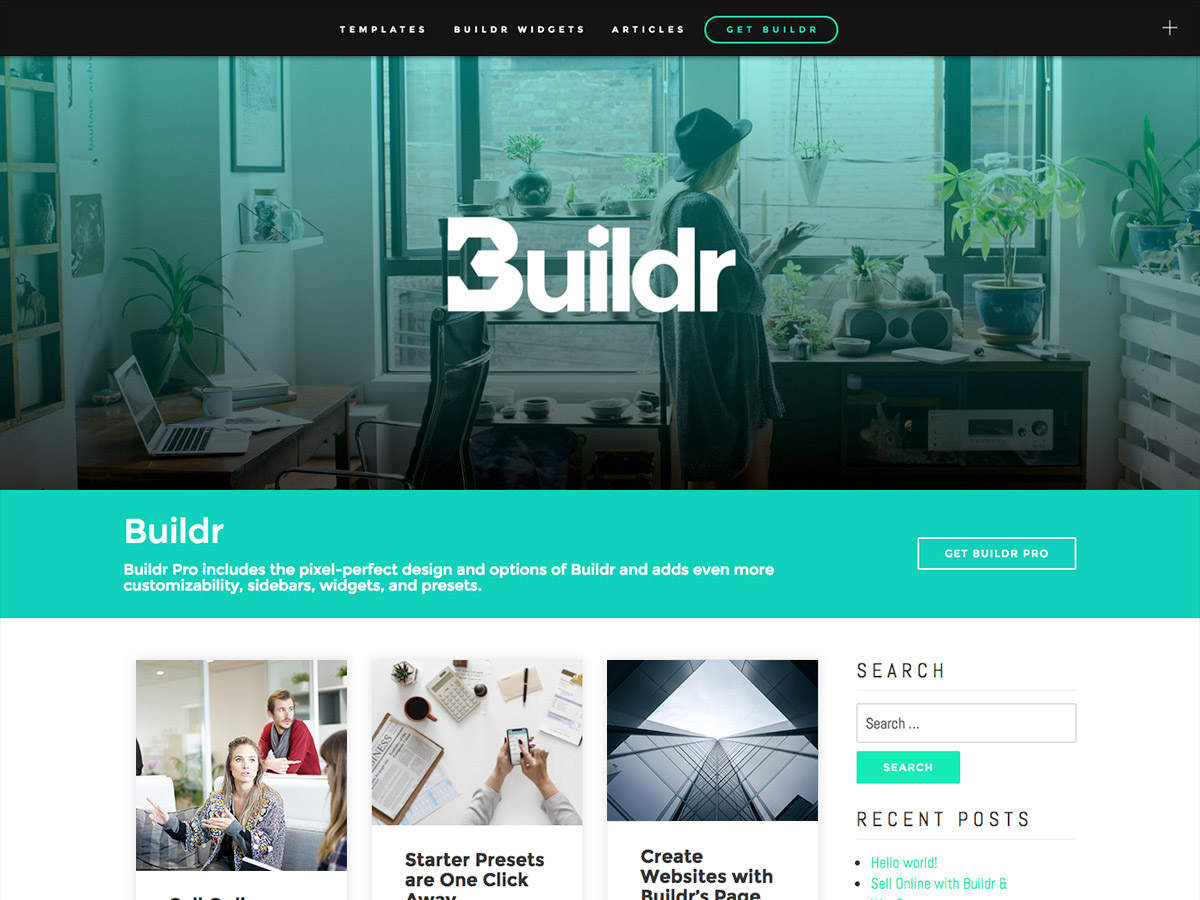 TEMPLATES BUILDR WIDGETS ARTICLES GET BUILDR
Buildr
Buildr
Buildr Pro includes the pixel-perfect design and options of Buildr and adds even more
customizability, sidebars, widgets, and presets.
GET BUILDR PRO
Starter Presets
are One Click
Away
Create
Websites with
Buildr's Page
SEARCH
Search ...
SEARCH
RECENT POSTS
Hello world!
Sell Online with Buildr &
BUSINESS